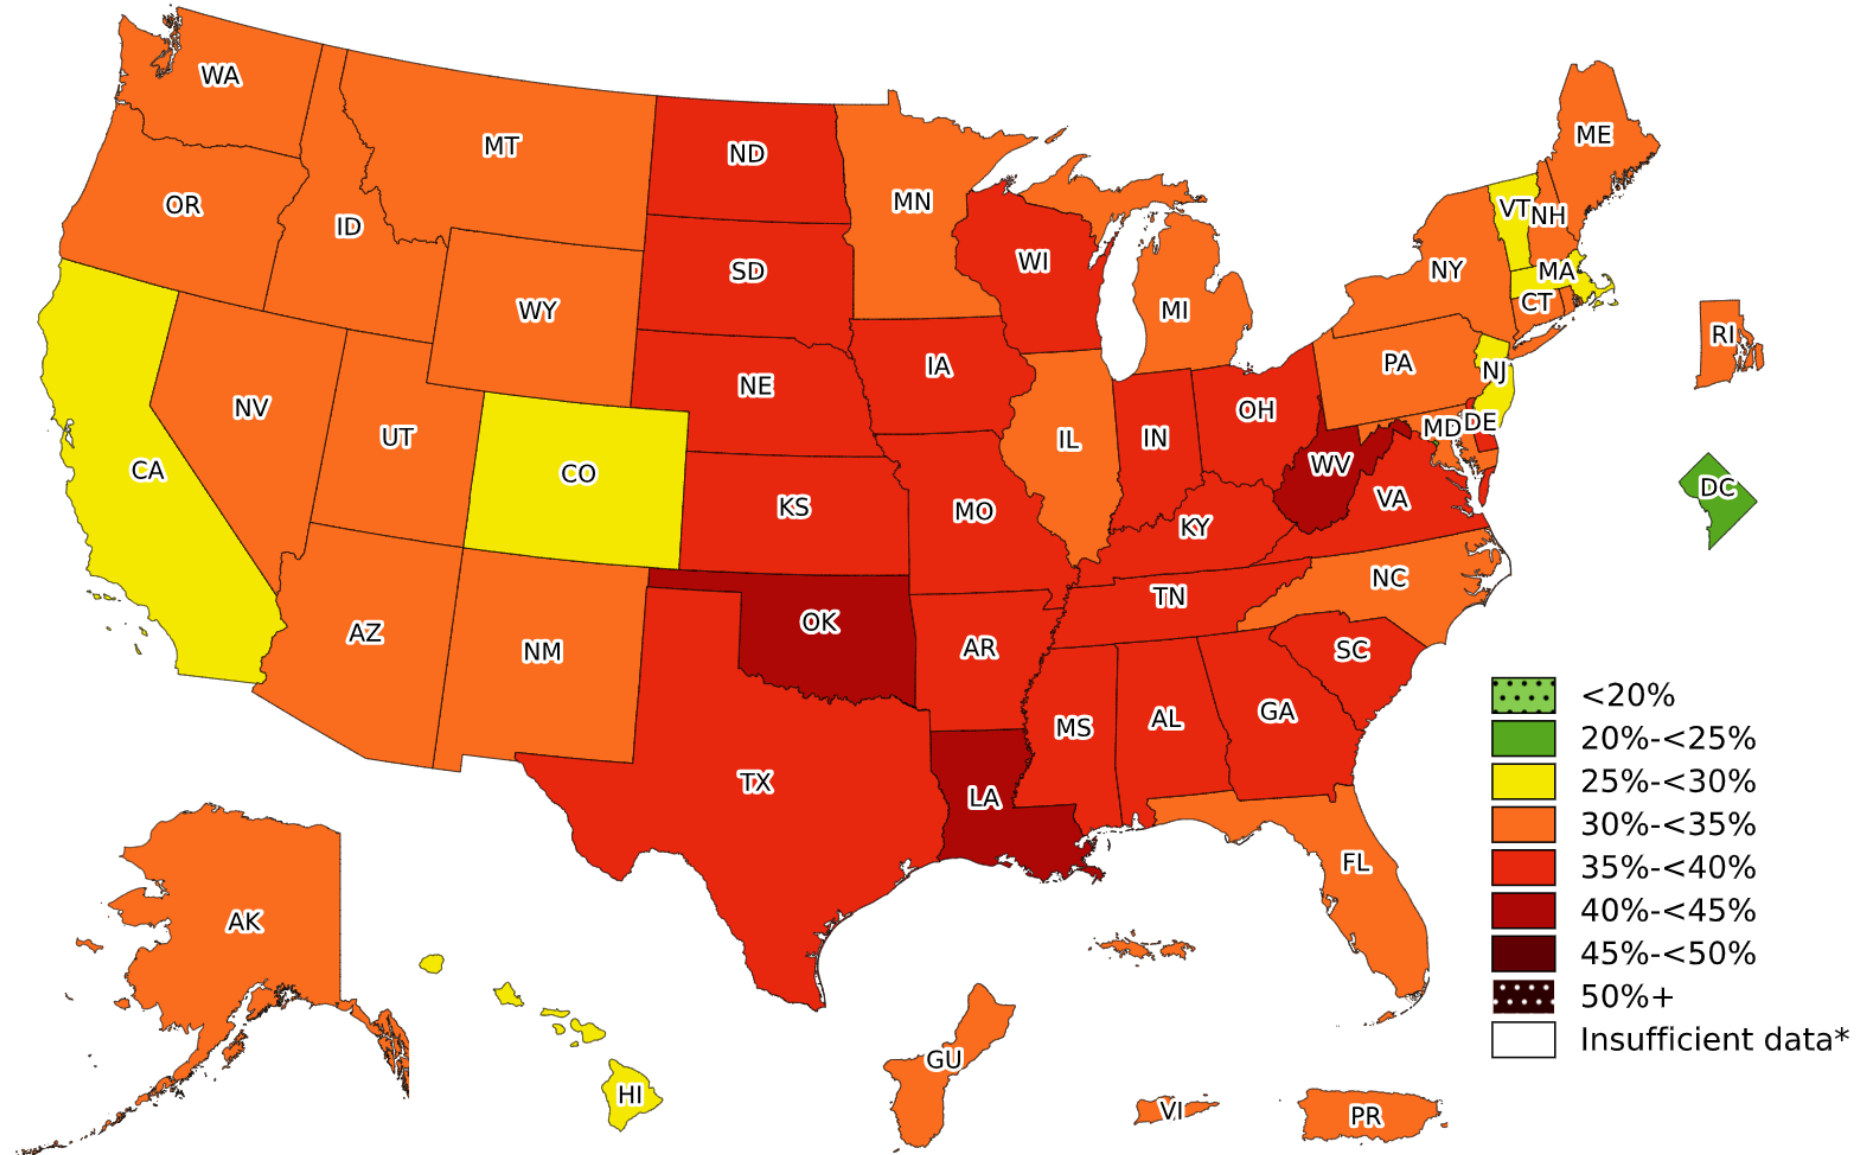 WA
MT
ND
MN
ME
OR
ID
SD
WI
VT
NH
NY
MA
WY
MI
CT
RI
NE
IA
PA
NJ
NV
UT
OH
IL
IN
MD
DE
CA
CO
WV
DC
KS
MO
VA
KY
NC
TN
AZ
NM
OK
AR
SC
MS
AL
GA
TX
LA
FL
AK
GU
HI
VI
PR
<20%
20%-<25%
25%-<30%
30%-<35%
35%-<40%
40%-<45%
45%-<50%
50%+
Insufficient data*